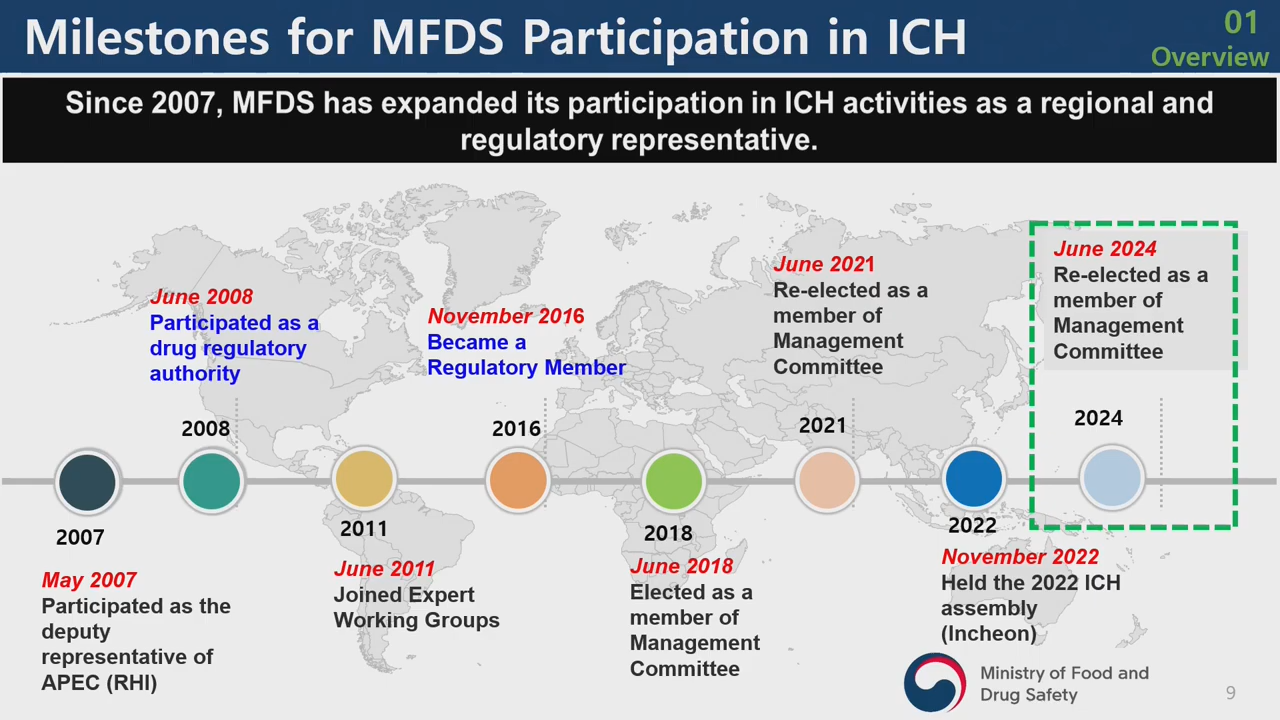 Milestones for MFDS Participation in ICH
01
Overview
Since 2007, MFDS has expanded its participation in ICH activities as a regional and
regulatory representative.
2007
May 2007
Participated as the
deputy
representative of
APEC (RHI)
June 2008
Participated as a
drug regulatory
authority
2008
2011
June 2011
Joined Expert
Working Groups
November 2016
Became a
Regulatory Member
2016
2018
June 2018
Elected as a
member of
Management
Committee
June 2021
Re-elected as a
member of
Management
Committee
2021
2022
November 2022
Held the 2022 ICH
assembly
(Incheon)
June 2024
Re-elected as a
member of
Management
Committee
2024
Ministry of Food and
Drug Safety
9